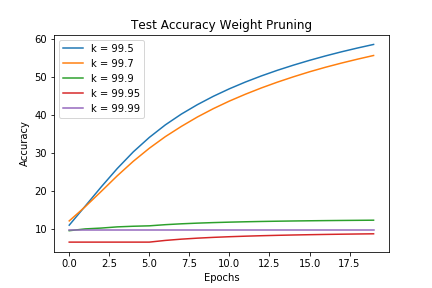 Test Accuracy Weight Pruning
60
50
40
30
20
10
Accuracy
k = 99.5
k = 99.7
k = 99.9
k = 99.95
k = 99.99
0.0 2.5 5.0 7.5 10.0 12.5 15.0 17.5
Epochs